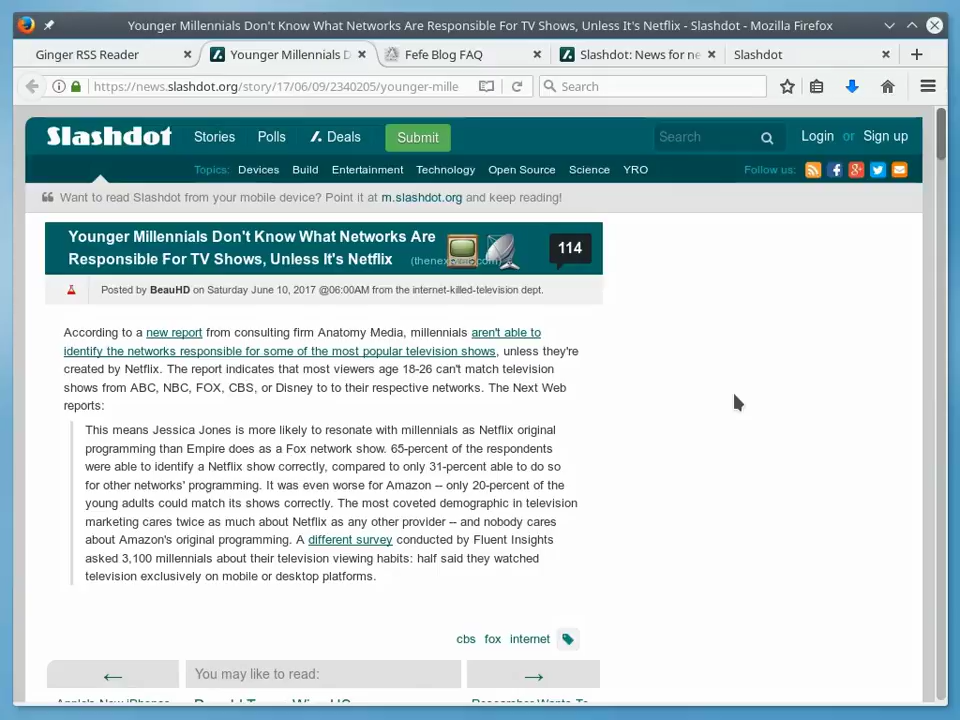 Younger Millennials Don't Know What Networks Are Responsible For TV Shows, Unless It's Netflix - Slashdot - Mozilla Firefox
Ginger RSS Reader
Younger Millennials D
Fefe Blog FAQ
Slashdot: News for ne
Slashdot
https://news.slashdot.org/story/17/06/09/2340205/younger-mille
Search
Slashdot
Stories
Polls
Deals
Submit
Search
Login or Sign up
Topics: Devices Build Entertainment Technology Open Source Science YRO
Follow us:
Want to read Slashdot from your mobile device? Point it at m.slashdot.org and keep reading!
Younger Millennials Don't Know What Networks Are
Responsible For TV Shows, Unless It's Netflix
114
Posted by BeauHD on Saturday June 10, 2017 @06:00AM from the internet-killed-television dept.
According to a new report from consulting firm Anatomy Media, millennials aren't able to
identify the networks responsible for some of the most popular television shows, unless they're
created by Netflix. The report indicates that most viewers age 18-26 can't match television
shows from ABC, NBC, FOX, CBS, or Disney to to their respective networks. The Next Web
reports:
This means Jessica Jones is more likely to resonate with millennials as Netflix original
programming than Empire does as a Fox network show. 65-percent of the respondents
were able to identify a Netflix show correctly, compared to only 31-percent able to do so
for other networks' programming. It was even worse for Amazon -- only 20-percent of the
young adults could match its shows correctly. The most coveted demographic in television
marketing cares twice as much about Netflix as any other provider -- and nobody cares
about Amazon's original programming. A different survey conducted by Fluent Insights
asked 3,100 millennials about their television viewing habits: half said they watched
television exclusively on mobile or desktop platforms.
cbs fox internet
← You may like to read: →